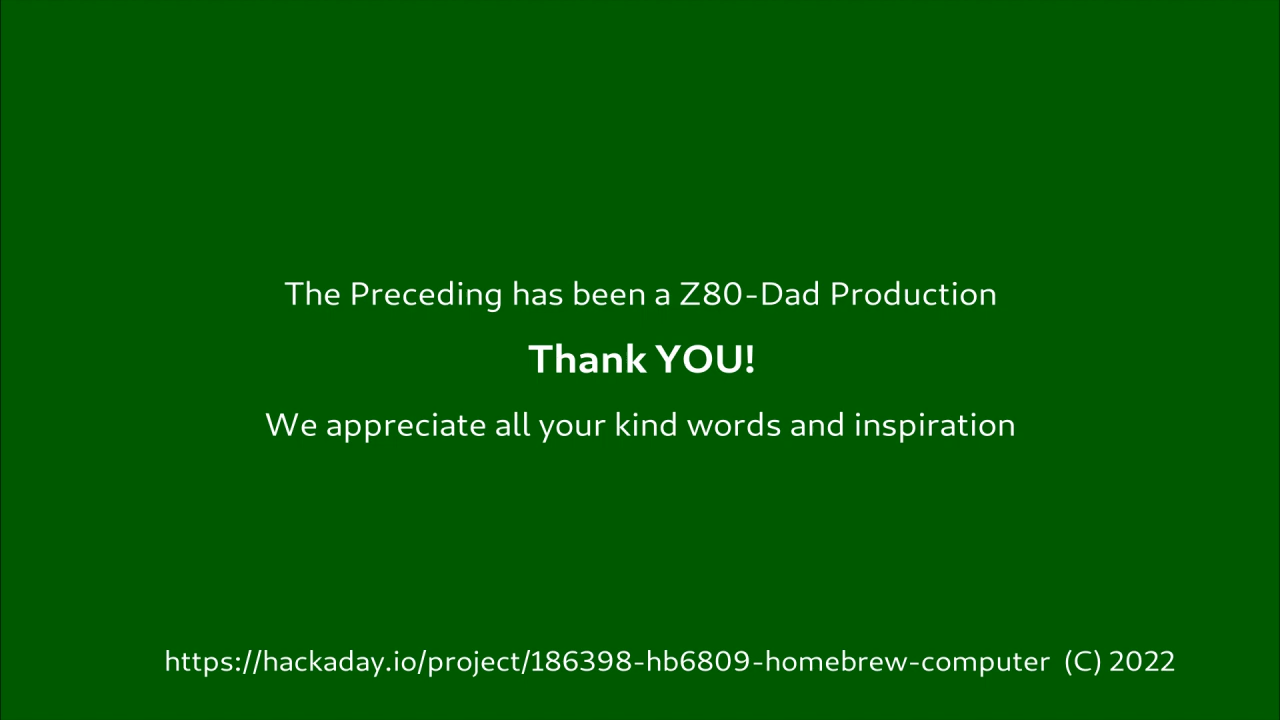 The Preceding has been a Z80-Dad Production
Thank YOU!
We appreciate all your kind words and inspiration
https://hackaday.io/project/186398-hb6809-homebrew-computer (C) 2022